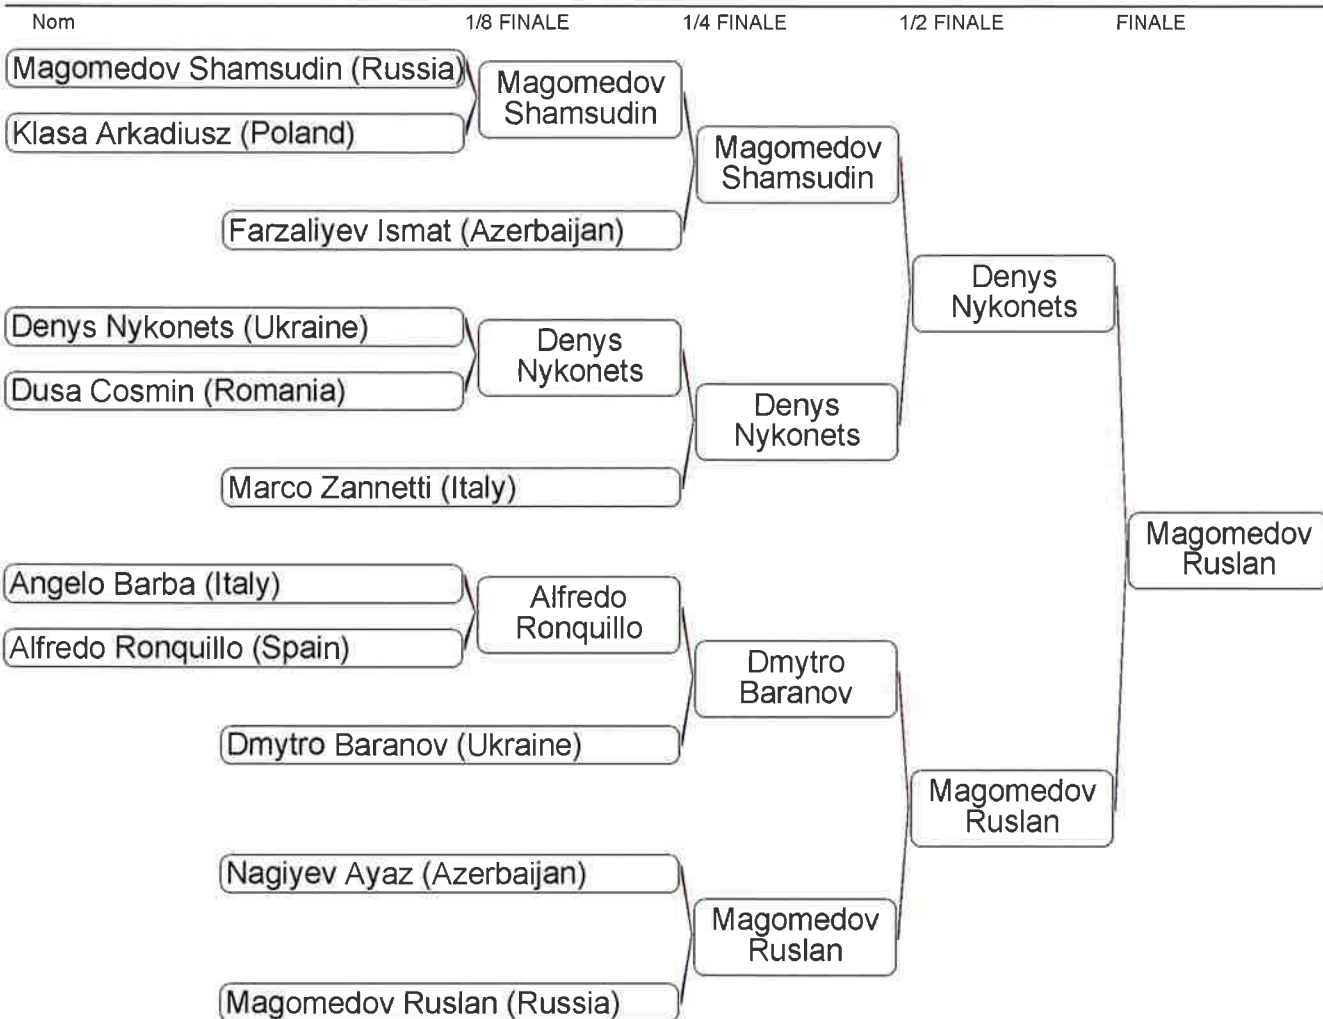 Nom 1/8 FINALE 1/4 FINALE 1/2 FINALE FINALE
Magomedov Shamsudin (Russia)
Klasa Arkadiusz (Poland)
Magomedov
Shamsudin
Farzaliyev Ismat (Azerbaijan)
Magomedov
Shamsudin
Denys Nykonets (Ukraine)
Dusa Cosmin (Romania)
Denys
Nykonets
Marco Zannetti (Italy)
Denys
Nykonets
Denys
Nykonets
Angelo Barba (Italy)
Alfredo Ronquillo (Spain)
Alfredo
Ronquillo
Dmytro Baranov (Ukraine)
Dmytro
Baranov
Nagiyev Ayaz (Azerbaijan)
Magomedov Ruslan (Russia)
Magomedov
Ruslan
Magomedov
Ruslan
Magomedov
Ruslan